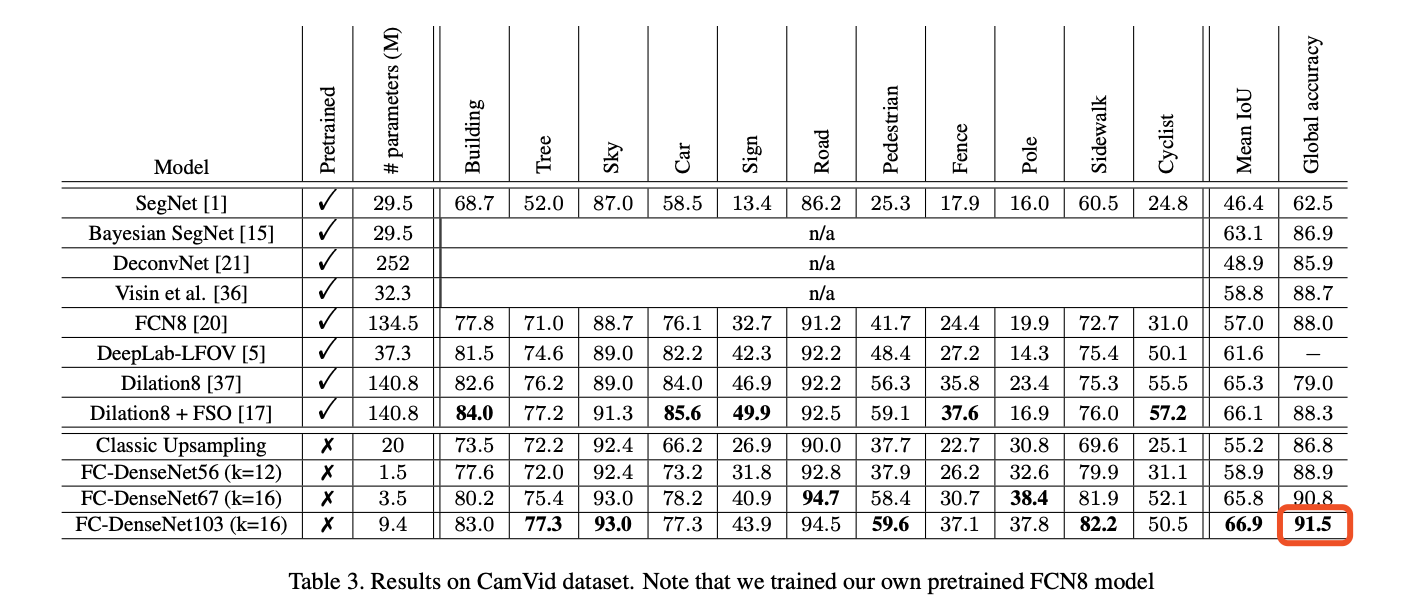 Model Pretrained # parameters (M) Building Tree Sky Car Sign Road Pedestrian Fence Pole Sidewalk Cyclist Mean IoU Global accuracy
SegNet [1] ✓ 29.5 68.7 52.0 87.0 58.5 13.4 86.2 25.3 17.9 16.0 60.5 24.8 46.4 62.5
Bayesian SegNet [15] ✓ 29.5 n/a 63.1 86.9
DeconvNet [21] ✓ 252 n/a 48.9 85.9
Visin et al. [36] ✓ 32.3 n/a 58.8 88.7
FCN8 [20] ✓ 134.5 77.8 71.0 88.7 76.1 32.7 91.2 41.7 24.4 19.9 72.7 31.0 57.0 88.0
DeepLab-LFOV [5] ✓ 37.3 81.5 74.6 89.0 82.2 42.3 92.2 48.4 27.2 14.3 75.4 50.1 61.6 –
Dilation8 [37] ✓ 140.8 82.6 76.2 89.0 84.0 46.9 92.2 56.3 35.8 23.4 75.3 55.5 65.3 79.0
Dilation8 + FSO [17] ✓ 140.8 84.0 77.2 91.3 85.6 49.9 92.5 59.1 37.6 16.9 76.0 57.2 66.1 88.3
Classic Upsampling ✗ 20 73.5 72.2 92.4 66.2 26.9 90.0 37.7 22.7 30.8 69.6 25.1 55.2 86.8
FC-DenseNet56 (k=12) ✗ 1.5 77.6 72.0 92.4 73.2 31.8 92.8 37.9 26.2 32.6 79.9 31.1 58.9 88.9
FC-DenseNet67 (k=16) ✗ 3.5 80.2 75.4 93.0 78.2 40.9 94.7 58.4 30.7 38.4 81.9 52.1 65.8 90.8
FC-DenseNet103 (k=16) ✗ 9.4 83.0 77.3 93.0 77.3 43.9 94.5 59.6 37.1 37.8 82.2 50.5 66.9 91.5
Table 3. Results on CamVid dataset. Note that we trained our own pretrained FCN8 model